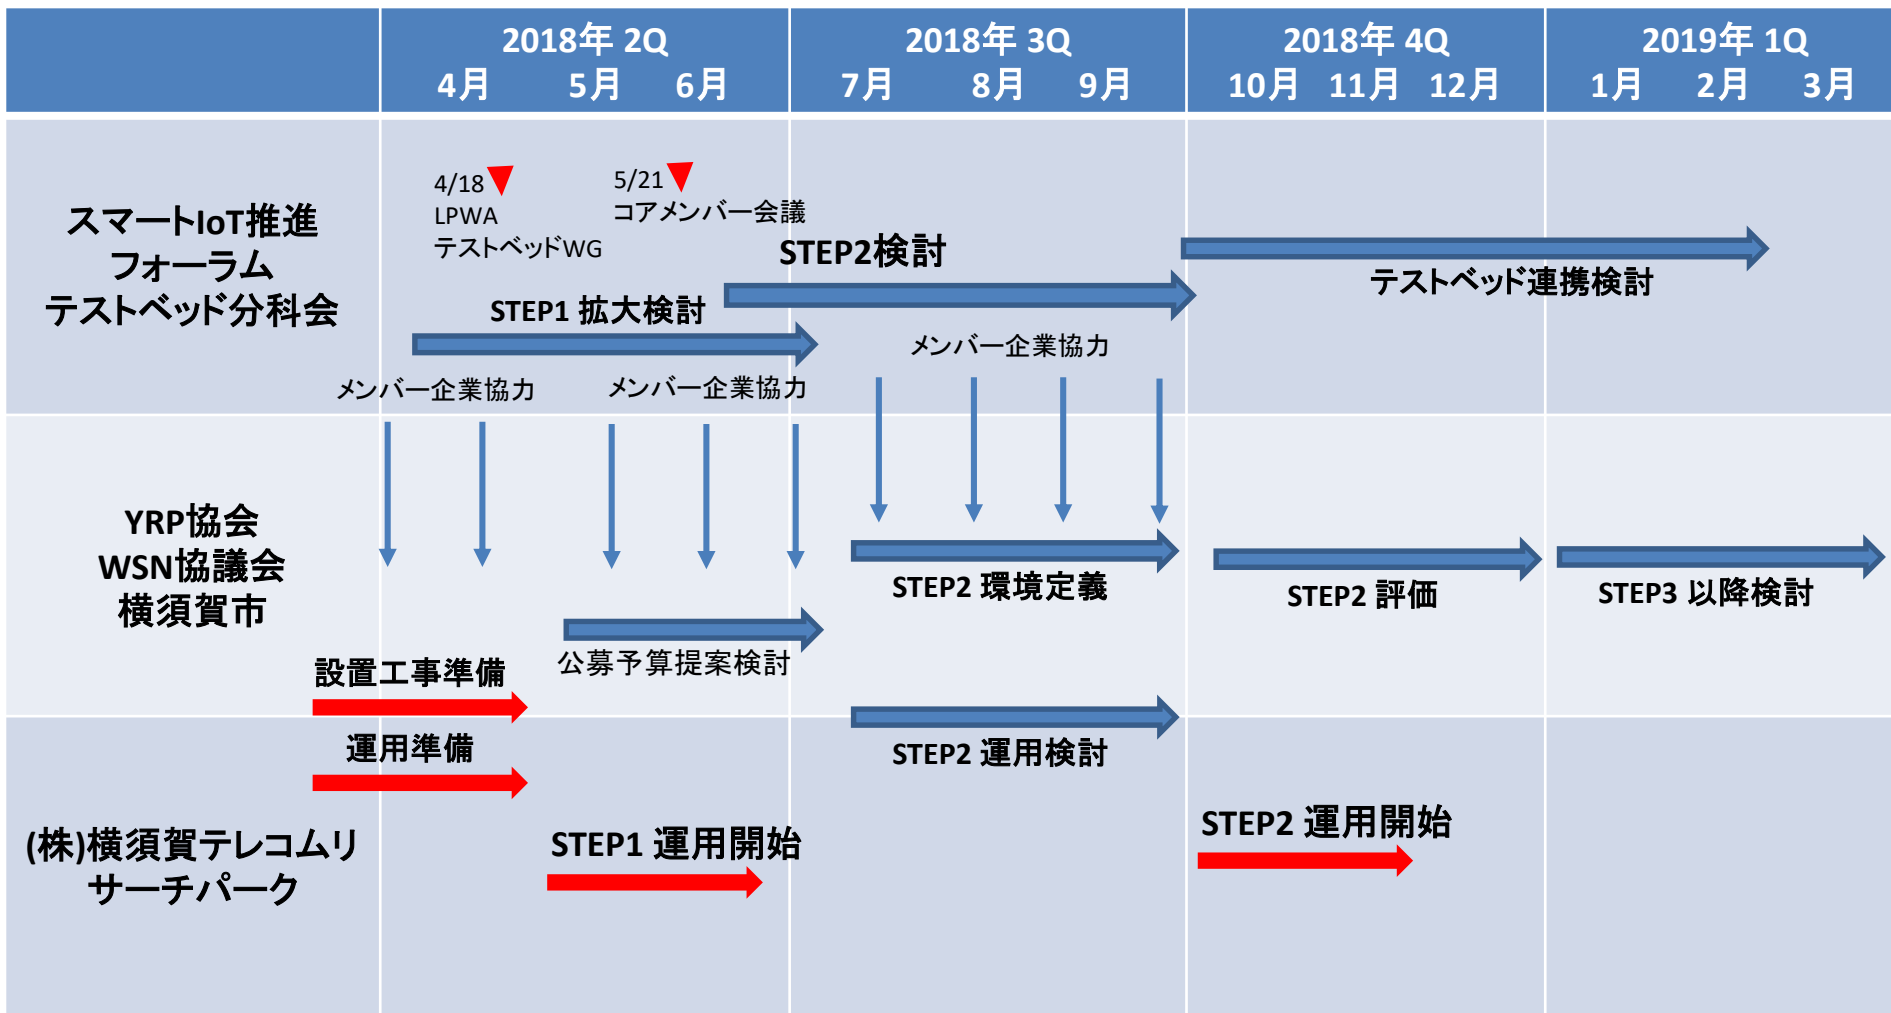 2018年 2Q
4月 5月 6月
2018年 3Q
7月 8月 9月
2018年 4Q
10月 11月 12月
2019年 1Q
1月 2月 3月
スマートIoT推進
フォーラム
テストベッド分科会
4/18
LPWA
テストベッドWG
5/21
コアメンバー会議
STEP2検討
STEP1 拡大検討
テストベッド連携検討
メンバー企業協力
メンバー企業協力
メンバー企業協力
YRP協会
WSN協議会
横須賀市
STEP2 環境定義
STEP2 評価
STEP3 以降検討
公募予算提案検討
設置工事準備
運用準備
STEP2 運用検討
(株)横須賀テレコムリ
サーチパーク
STEP1 運用開始
STEP2 運用開始